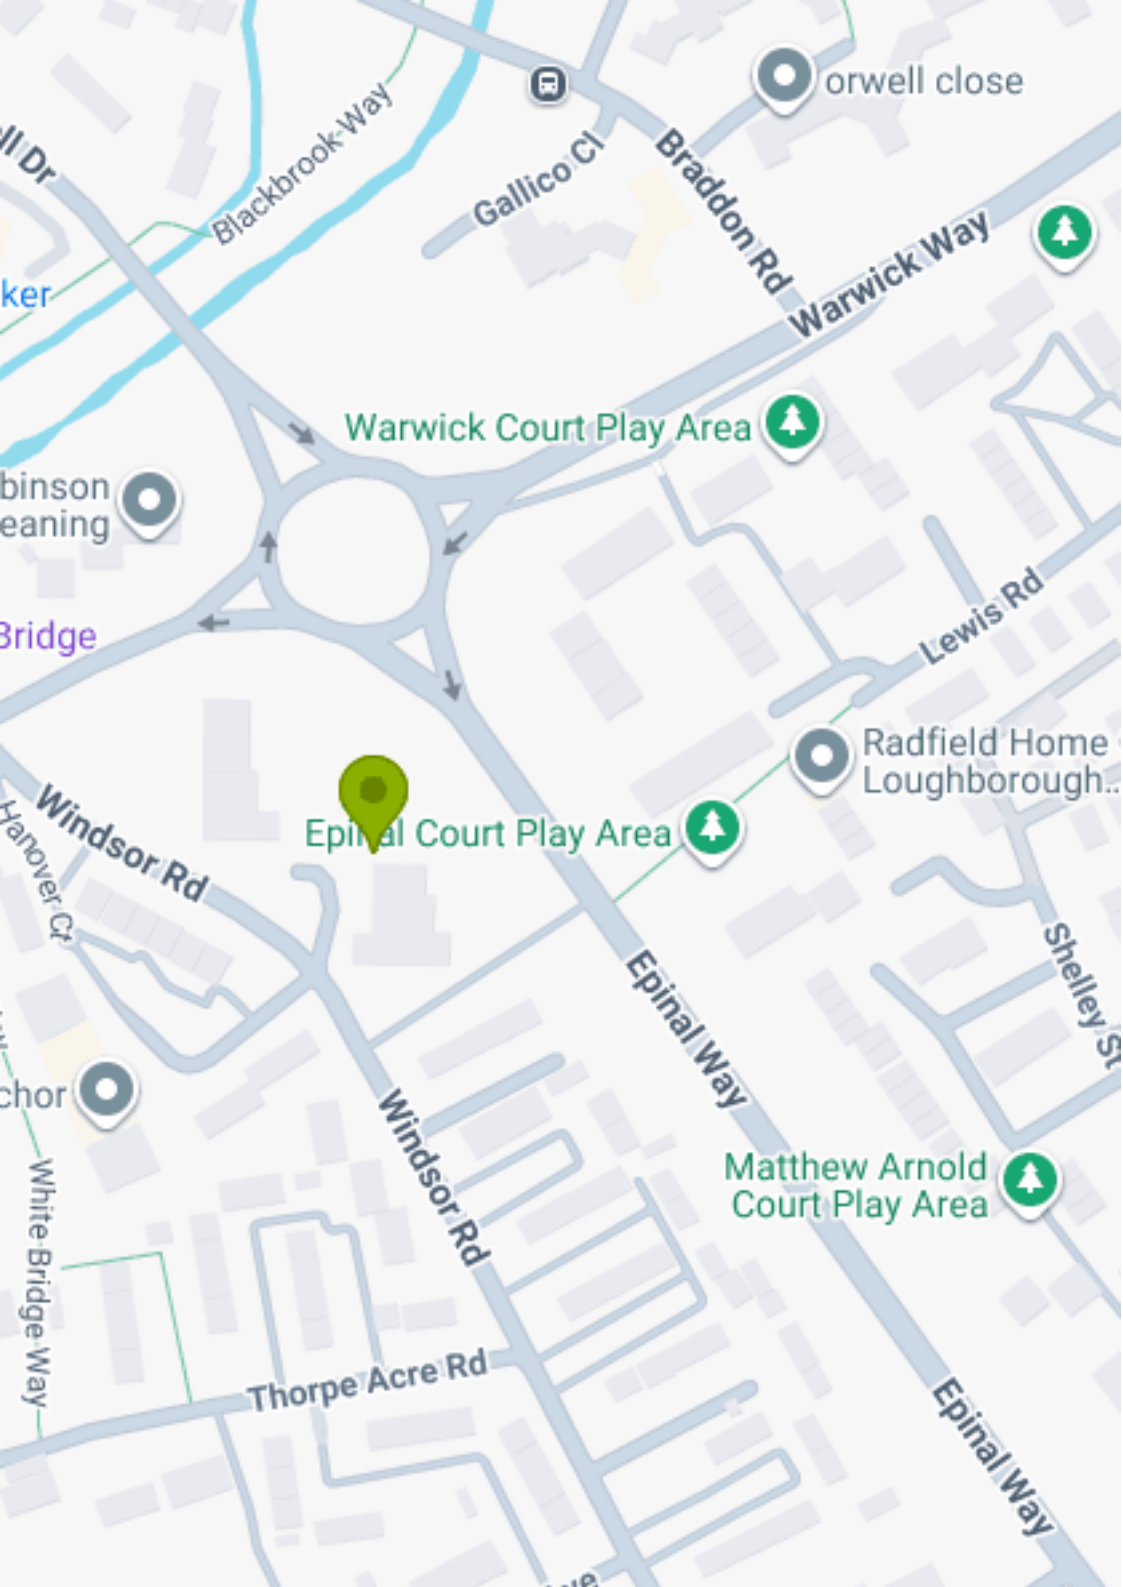 orwell close
ll Dr
Blackbrook Way
Gallico Cl
Braddon Rd
Warwick Way
ker
Warwick Court Play Area
binson
eaning
Lewis Rd
Bridge
Radfield Home
Loughborough...
Windsor Rd
Hanover Ct
Epinal Court Play Area
Shelley St
Epinal Way
chor
Windsor Rd
Matthew Arnold
Court Play Area
White Bridge Way
Thorpe Acre Rd
Epinal Way